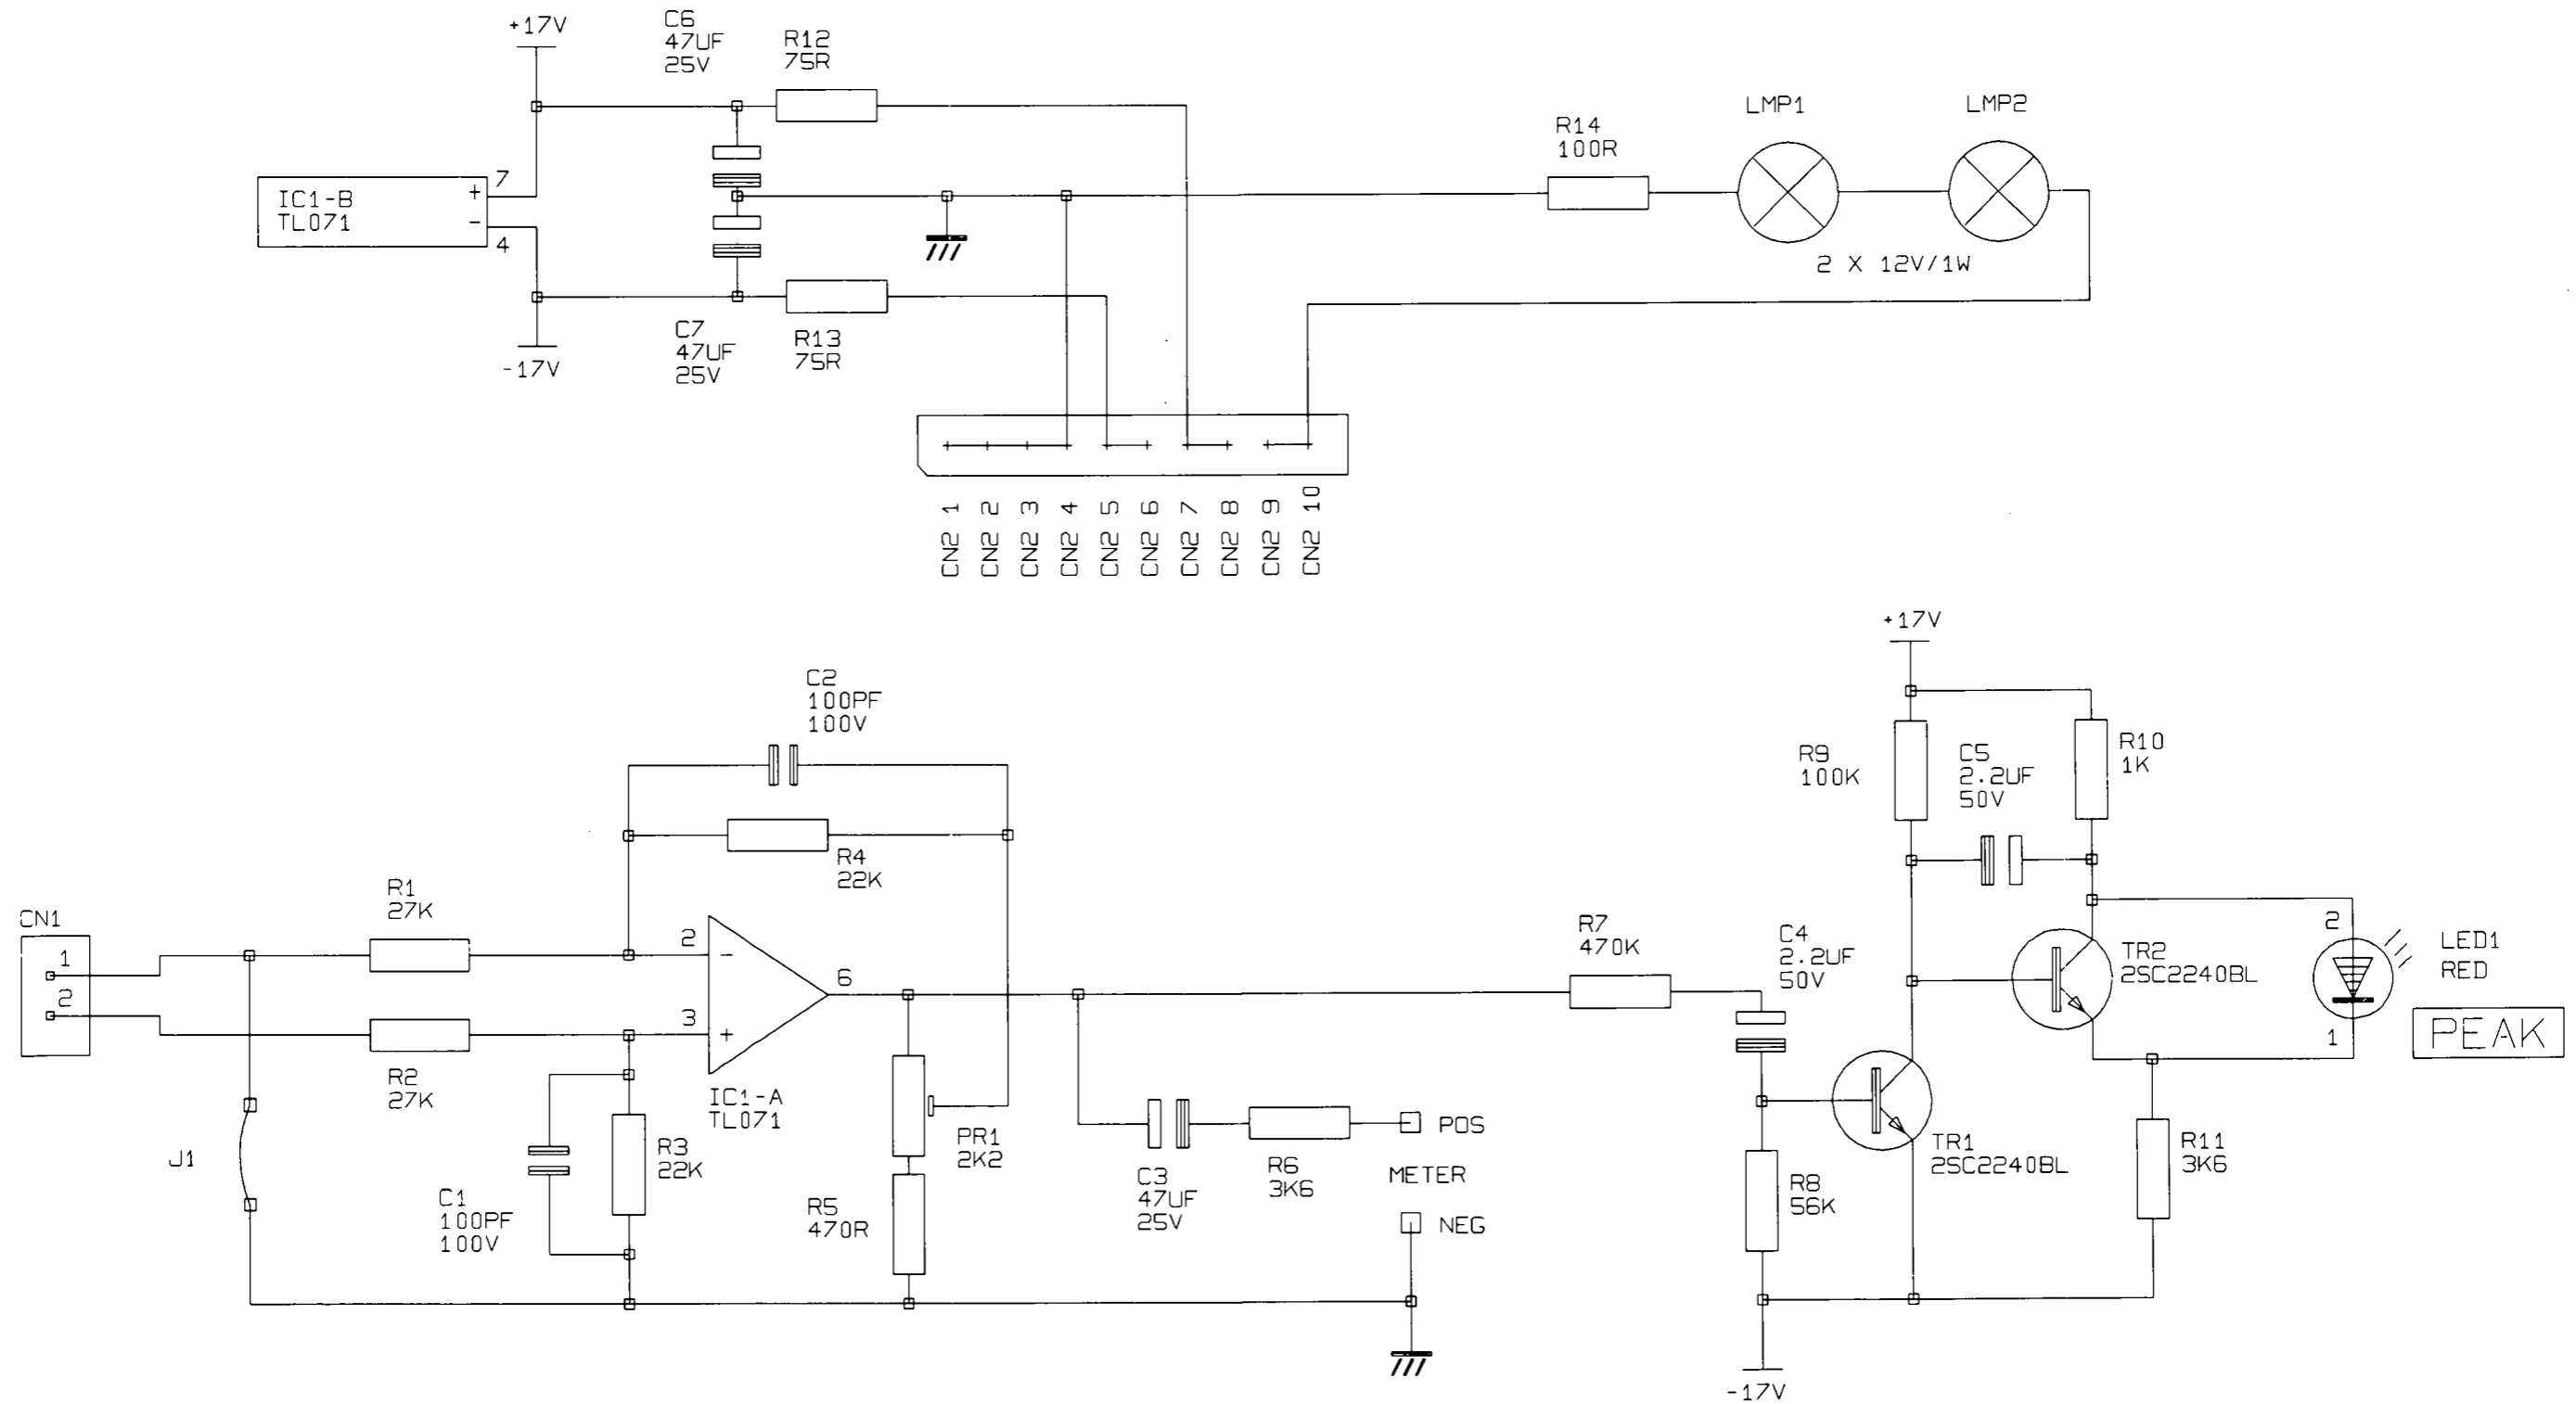 +17V
C6
47UF
25V
R12
75R
IC1-B
TL071
7
+
-
4
-17V
C7
47UF
25V
R13
75R
R14
100R
LMP1
LMP2
2 X 12V/1W
CN2 1
CN2 2
CN2 3
CN2 4
CN2 5
CN2 6
CN2 7
CN2 8
CN2 9
CN2 10
CN1
1
2
J1
R1
27K
R2
27K
C2
100PF
100V
R4
22K
2
-
3
+
6
IC1-A
TL071
C1
100PF
100V
R3
22K
PR1
2K2
R5
470R
C3
47UF
25V
R6
3K6
POS
METER
NEG
R7
470K
C4
2.2UF
50V
R8
56K
-17V
+17V
R9
100K
C5
2.2UF
50V
R10
1K
TR1
2SC2240BL
TR2
2SC2240BL
R11
3K6
2
1
LED1
RED
PEAK